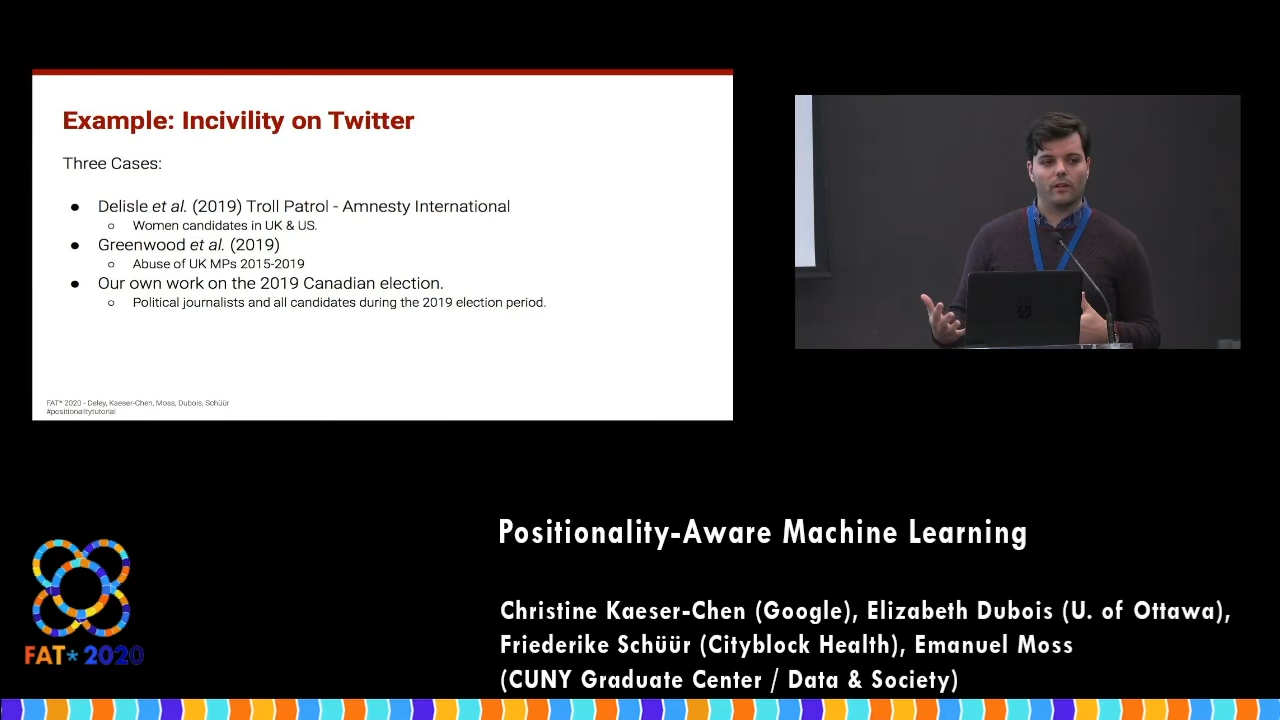 Example: Incivility on Twitter
Three Cases:
● Delisle et al. (2019) Troll Patrol - Amnesty International
○ Women candidates in UK & US.
● Greenwood et al. (2019)
○ Abuse of UK MPs 2015-2019
● Our own work on the 2019 Canadian election.
○ Political journalists and all candidates during the 2019 election period.
FAT* 2020 - Deley, Kaeser-Chen, Moss, Dubois, Schüür
#positionalitytutorial
Positionality-Aware Machine Learning
Christine Kaeser-Chen (Google), Elizabeth Dubois (U. of Ottawa),
Friederike Schüür (Cityblock Health), Emanuel Moss
(CUNY Graduate Center / Data & Society)
FAT* 2020